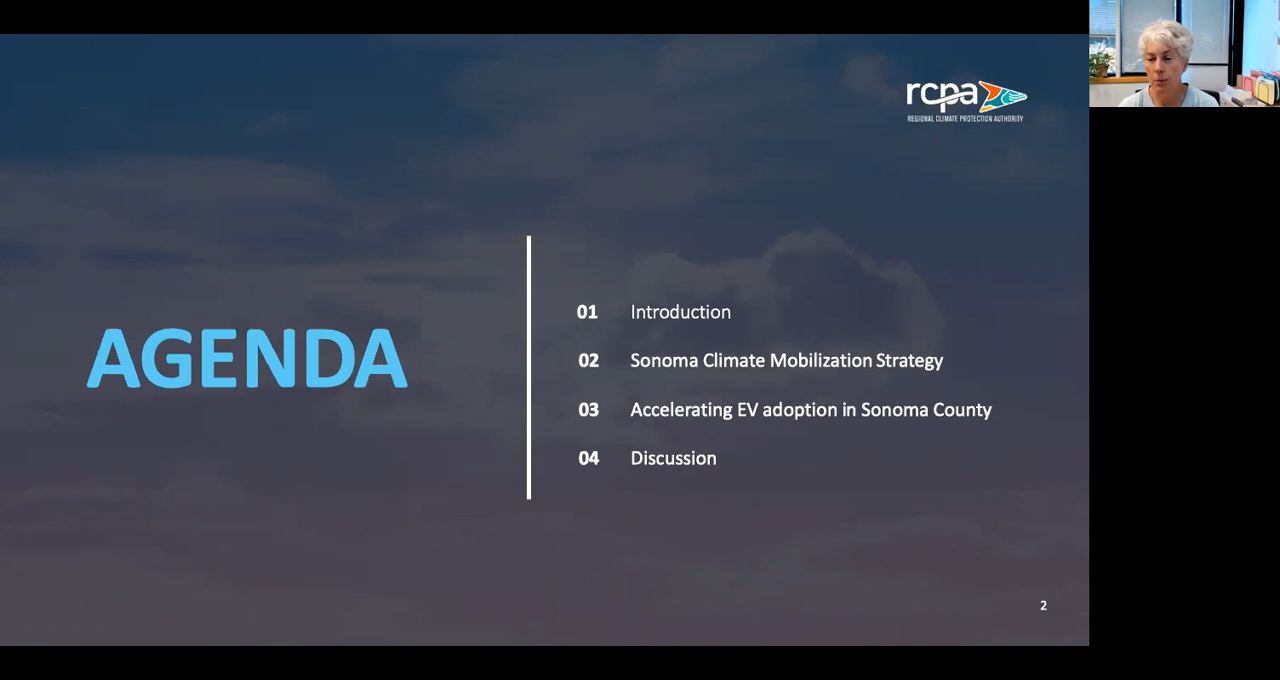 rcpa
REGIONAL CLIMATE PROTECTION AUTHORITY
AGENDA
01 Introduction
02 Sonoma Climate Mobilization Strategy
03 Accelerating EV adoption in Sonoma County
04 Discussion
2